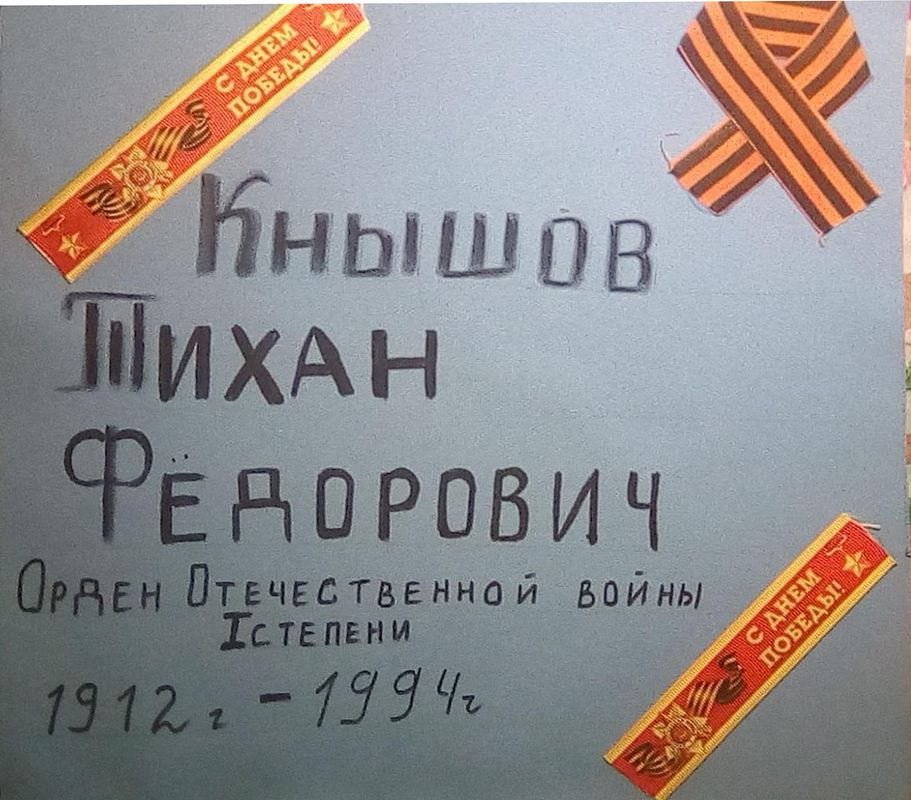 С ДНЕМ
ПОБЕДЫ!
Кнышов
Тихан
Фёдорович
Орден Отечественной войны
I степени
1912г - 1994г
С ДНЕМ
ПОБЕДЫ!